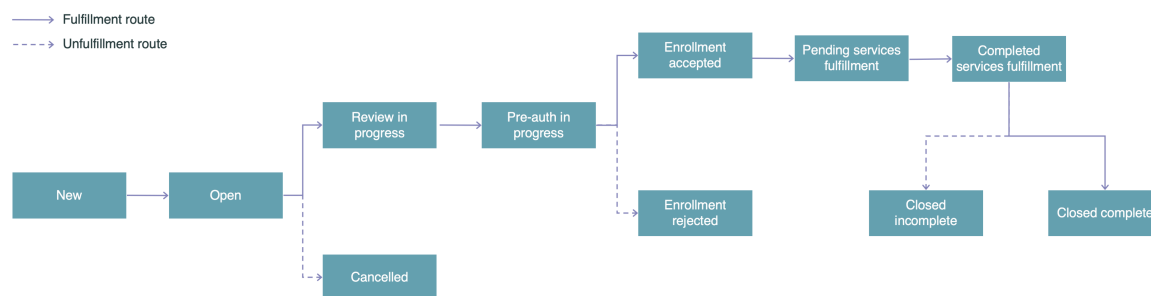 Fulfillment route
Unfulfillment route
New
Open
Review in
progress
Cancelled
Pre-auth in
progress
Enrollment
accepted
Enrollment
rejected
Pending services
fulfillment
Completed
services fulfillment
Closed
incomplete
Closed complete